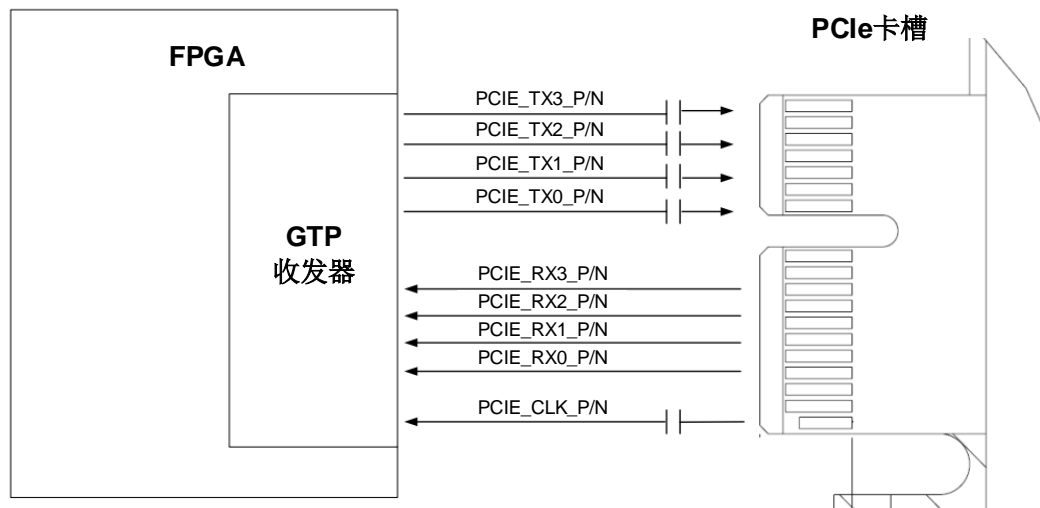 PCIe卡槽
FPGA
PCIE_TX3_P/N
PCIE_TX2_P/N
PCIE_TX1_P/N
PCIE_TX0_P/N
GTP
收发器
PCIE_RX3_P/N
PCIE_RX2_P/N
PCIE_RX1_P/N
PCIE_RX0_P/N
PCIE_CLK_P/N